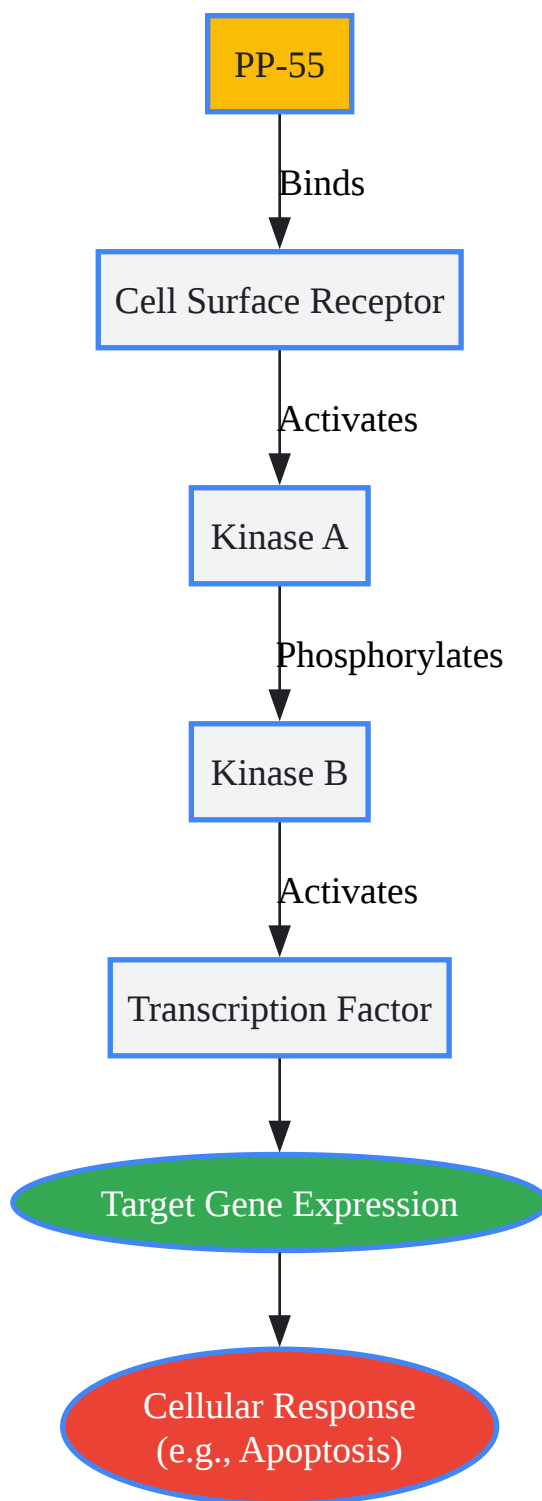 PP-55
Binds
Cell Surface Receptor
Activates
Kinase A
Phosphorylates
Kinase B
Activates
Transcription Factor
Target Gene Expression
Cellular Response
(e.g., Apoptosis)